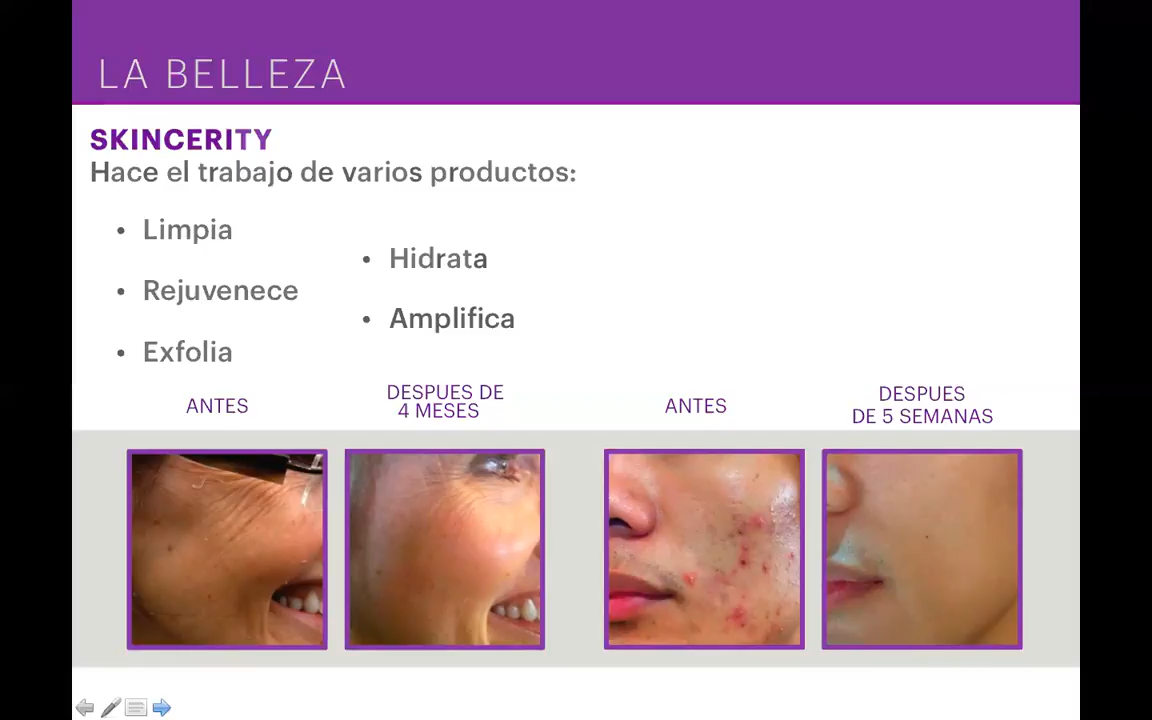 LA BELLEZA
SKINCERITY
Hace el trabajo de varios productos:
• Limpia
• Rejuvenece
• Exfolia
• Hidrata
• Amplifica
ANTES
DESPUES DE
4 MESES
ANTES
DESPUES
DE 5 SEMANAS